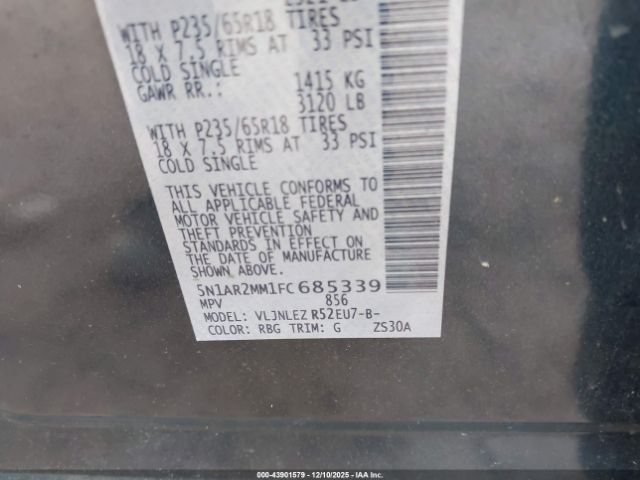 WITH P235/65R18 TIRES
18 X 7.5 RIMS AT 33 PSI
COLD SINGLE
GAWR RR.: 1415 KG
3120 LB
WITH P235/65R18 TIRES
18 X 7.5 RIMS AT 33 PSI
COLD SINGLE
THIS VEHICLE CONFORMS TO
ALL APPLICABLE FEDERAL
MOTOR VEHICLE SAFETY AND
THEFT PREVENTION
STANDARDS IN EFFECT ON
THE DATE OF MANUFACTURE
SHOWN ABOVE.
5N1AR2MM1FC685339
MPV 856
MODEL: VLJNLEZ R52EU7-B-
COLOR: RBG TRIM: G ZS30A
000-43901579 — 12/10/2025 — IAA Inc.